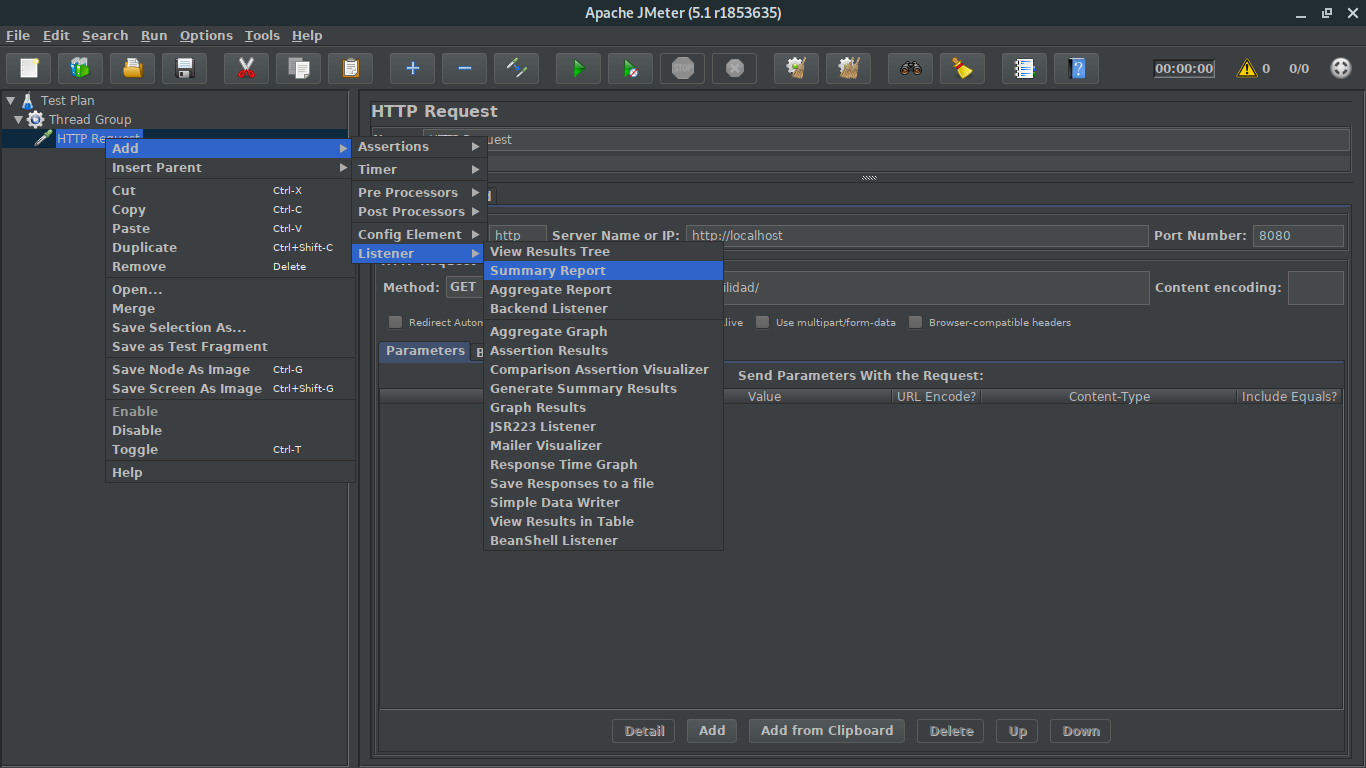 Apache JMeter (5.1 r1853635)
File Edit Search Run Options Tools Help
STOP
00:00:00 0 0/0
Test Plan
Thread Group
HTTP Request
HTTP Request
Add
Insert Parent
Cut Ctrl-X
Copy Ctrl-C
Paste Ctrl-V
Duplicate Ctrl+Shift-C
Remove Delete
Open...
Merge
Save Selection As...
Save as Test Fragment
Save Node As Image Ctrl-G
Save Screen As Image Ctrl+Shift-G
Enable
Disable
Toggle Ctrl-T
Help
Assertions
Timer
Pre Processors
Post Processors
Config Element
Listener
View Results Tree
Summary Report
Aggregate Report
Backend Listener
Aggregate Graph
Assertion Results
Comparison Assertion Visualizer
Generate Summary Results
Graph Results
JSR223 Listener
Mailer Visualizer
Response Time Graph
Save Responses to a file
Simple Data Writer
View Results in Table
BeanShell Listener
http Server Name or IP: http://localhost Port Number: 8080
Method: GET ilidad/ Content encoding:
Redirect Autom live Use multipart/form-data Browser-compatible headers
Parameters B
Send Parameters With the Request:
Value URL Encode? Content-Type Include Equals?
Detail Add Add from Clipboard Delete Up Down